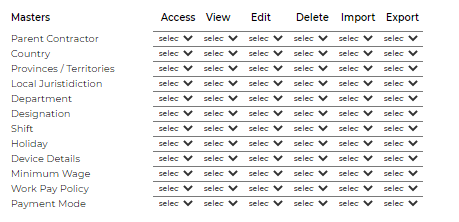 Masters Access View Edit Delete Import Export
Parent Contractor selec selec selec selec selec selec
Country selec selec selec selec selec selec
Provinces / Territories selec selec selec selec selec selec
Local Juristidiction selec selec selec selec selec selec
Department selec selec selec selec selec selec
Designation selec selec selec selec selec selec
Shift selec selec selec selec selec selec
Holiday selec selec selec selec selec selec
Device Details selec selec selec selec selec selec
Minimum Wage selec selec selec selec selec selec
Work Pay Policy selec selec selec selec selec selec
Payment Mode selec selec selec selec selec selec